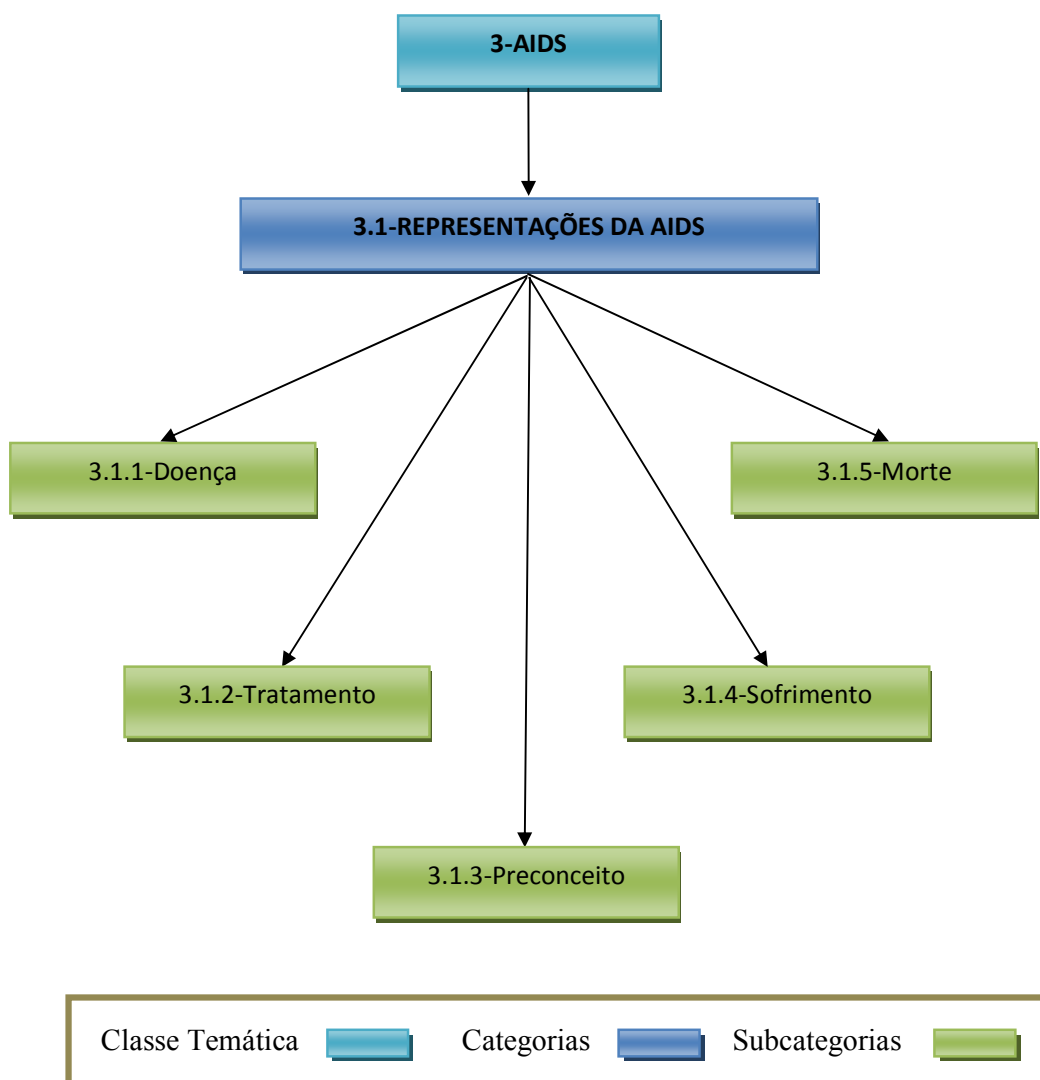 3-AIDS
3.1-REPRESENTAÇÕES DA AIDS
3.1.1-Doença
3.1.5-Morte
3.1.2-Tratamento
3.1.4-Sofrimento
3.1.3-Preconceito
Classe Temática Categorias Subcategorias